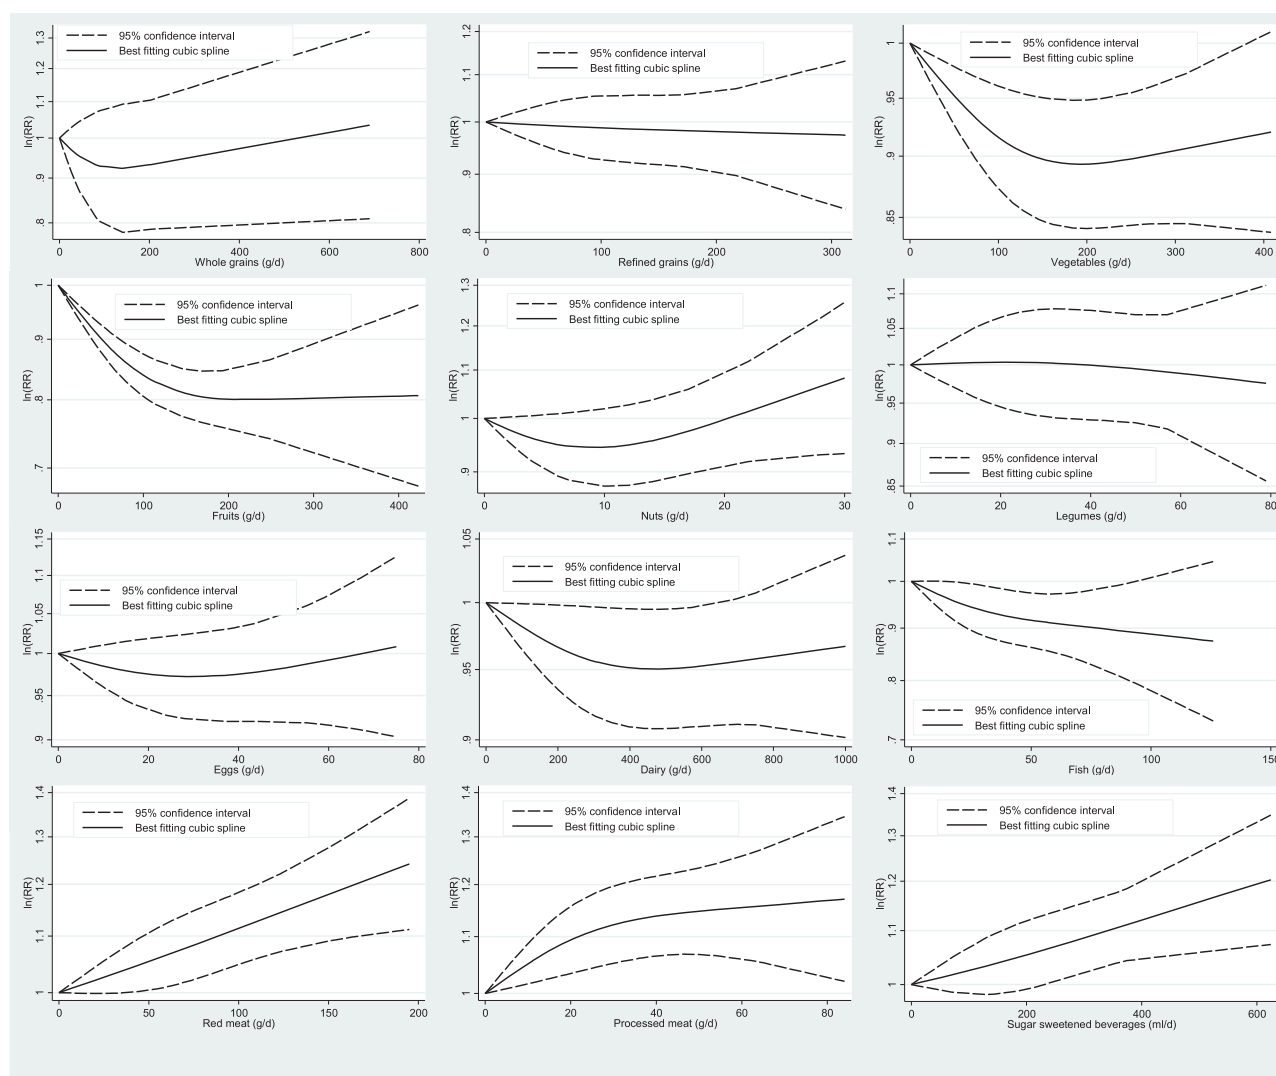 95% confidence interval
Best fitting cubic spline
ln(RR)
1.3
1.2
1.1
1
.9
.8
0 200 400 600 800
Whole grains (g/d)
95% confidence interval
Best fitting cubic spline
ln(RR)
1.2
1.1
1
.9
.8
0 100 200 300
Refined grains (g/d)
95% confidence interval
Best fitting cubic spline
ln(RR)
1
.95
.9
.85
0 100 200 300 400
Vegetables (g/d)
95% confidence interval
Best fitting cubic spline
ln(RR)
1
.9
.8
.7
0 100 200 300 400
Fruits (g/d)
95% confidence interval
Best fitting cubic spline
ln(RR)
1.3
1.2
1.1
1
.9
0 10 20 30
Nuts (g/d)
95% confidence interval
Best fitting cubic spline
ln(RR)
1.1
1.05
1
.95
.9
.85
0 20 40 60 80
Legumes (g/d)
95% confidence interval
Best fitting cubic spline
ln(RR)
1.15
1.1
1.05
1
.95
.9
0 20 40 60 80
Eggs (g/d)
95% confidence interval
Best fitting cubic spline
ln(RR)
1.05
1
.95
.9
0 200 400 600 800 1000
Dairy (g/d)
95% confidence interval
Best fitting cubic spline
ln(RR)
1.1
1
.9
.8
.7
0 50 100 150
Fish (g/d)
95% confidence interval
Best fitting cubic spline
ln(RR)
1.4
1.3
1.2
1.1
1
0 50 100 150 200
Red meat (g/d)
95% confidence interval
Best fitting cubic spline
ln(RR)
1.4
1.3
1.2
1.1
1
0 20 40 60 80
Processed meat (g/d)
95% confidence interval
Best fitting cubic spline
ln(RR)
1.4
1.3
1.2
1.1
1
0 200 400 600
Sugar sweetened beverages (ml/d)